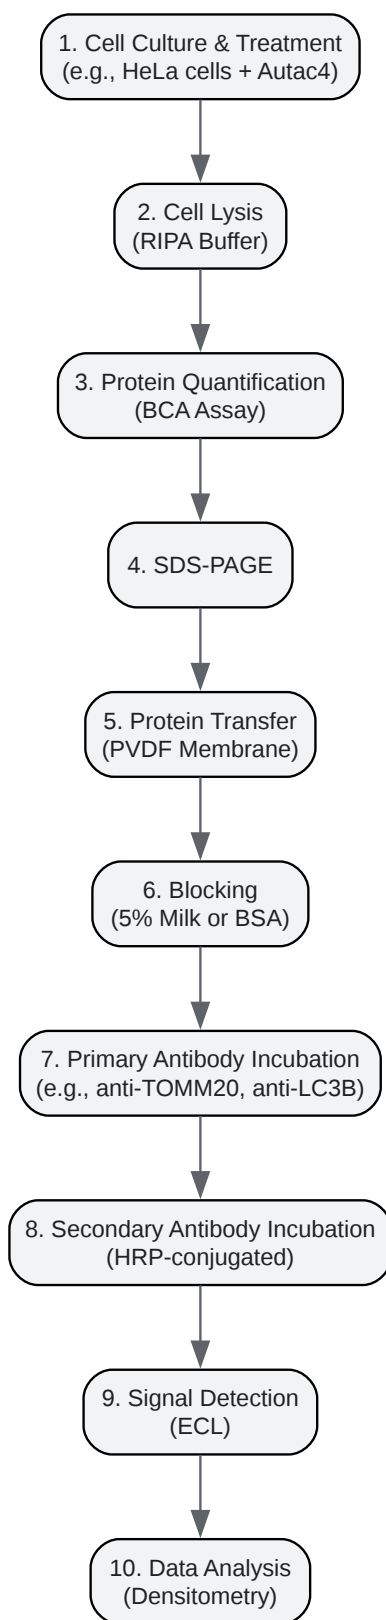 1. Cell Culture & Treatment
(e.g., HeLa cells + Autac4)
2. Cell Lysis
(RIPA Buffer)
3. Protein Quantification
(BCA Assay)
4. SDS-PAGE
5. Protein Transfer
(PVDF Membrane)
6. Blocking
(5% Milk or BSA)
7. Primary Antibody Incubation
(e.g., anti-TOMM20, anti-LC3B)
8. Secondary Antibody Incubation
(HRP-conjugated)
9. Signal Detection
(ECL)
10. Data Analysis
(Densitometry)